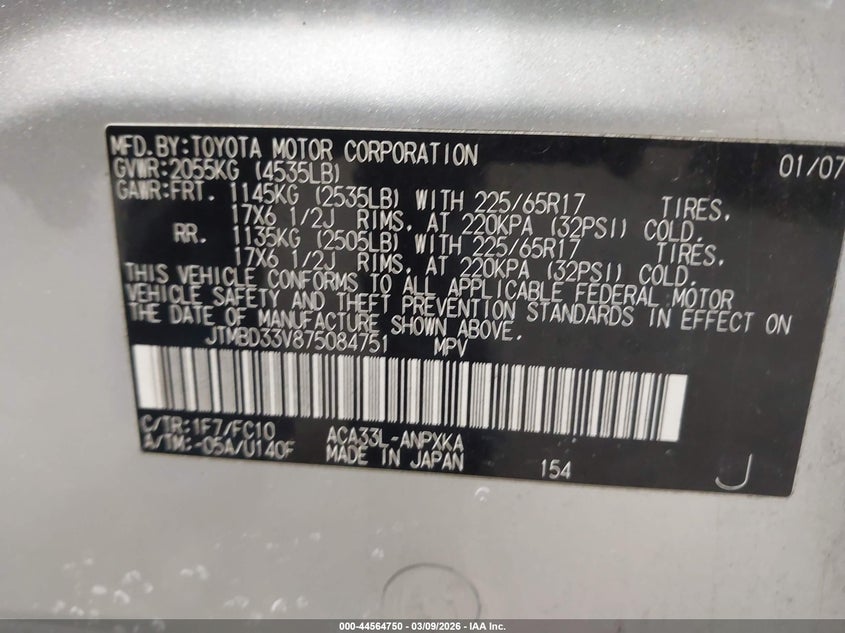 MFD.BY:TOYOTA MOTOR CORPORATION 01/07
GVWR:2055KG (4535LB)
GAWR:FRT. 1145KG (2535LB) WITH 225/65R17 TIRES,
17X6 1/2J RIMS, AT 220KPA (32PSI) COLD.
RR. 1135KG (2505LB) WITH 225/65R17 TIRES,
17X6 1/2J RIMS, AT 220KPA (32PSI) COLD.
THIS VEHICLE CONFORMS TO ALL APPLICABLE FEDERAL MOTOR
VEHICLE SAFETY AND THEFT PREVENTION STANDARDS IN EFFECT ON
THE DATE OF MANUFACTURE SHOWN ABOVE.
JTMBD33V875084751 MPV
C/TR:1F7/FC10 ACA33L-ANPXKA
A/TM:-05A/U140F MADE IN JAPAN 154 J
000-44564750 | 03/09/2026 | IAA Inc.